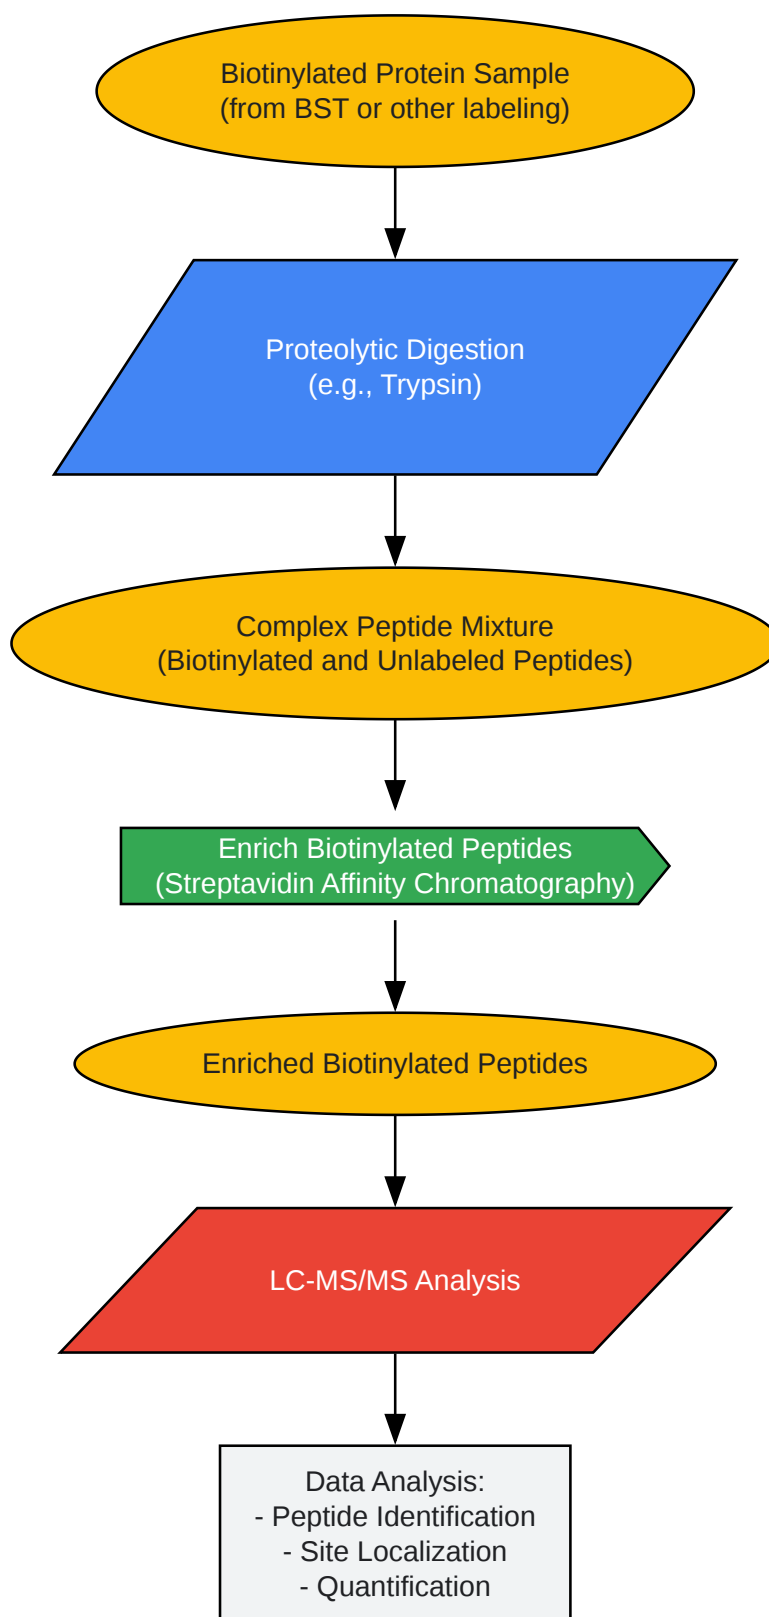 Biotinylated Protein Sample
(from BST or other labeling)
Proteolytic Digestion
(e.g., Trypsin)
Complex Peptide Mixture
(Biotinylated and Unlabeled Peptides)
Enrich Biotinylated Peptides
(Streptavidin Affinity Chromatography)
Enriched Biotinylated Peptides
LC-MS/MS Analysis
Data Analysis:
- Peptide Identification
- Site Localization
- Quantification